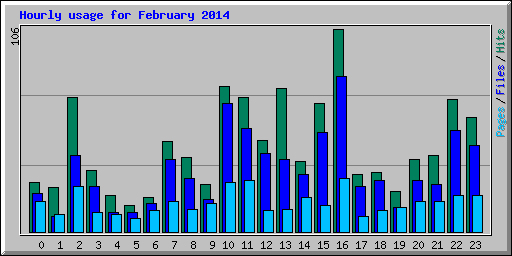 Hourly usage for February 2014
106
Pages/Files/Hits
0 1 2 3 4 5 6 7 8 9 10 11 12 13 14 15 16 17 18 19 20 21 22 23